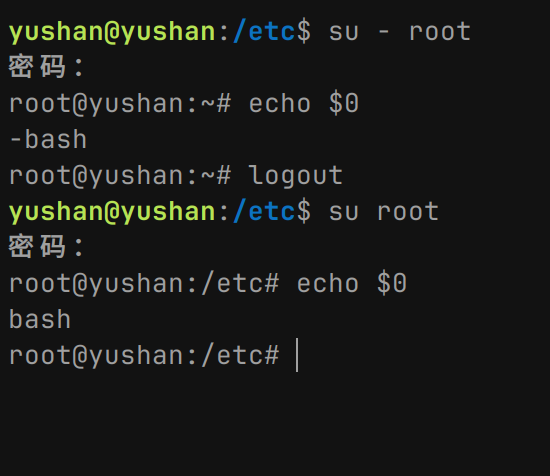 yushan@yushan:/etc$ su - root
密码：
root@yushan:~# echo $0
-bash
root@yushan:~# logout
yushan@yushan:/etc$ su root
密码：
root@yushan:/etc# echo $0
bash
root@yushan:/etc#